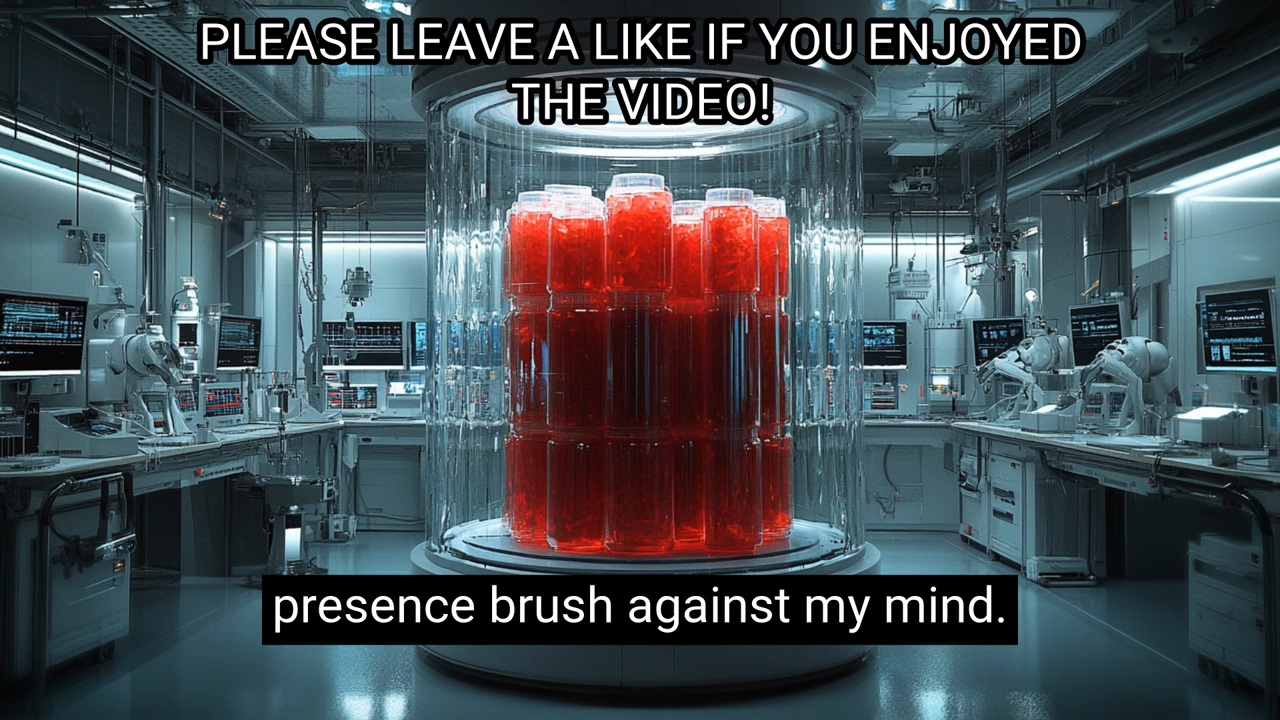 PLEASE LEAVE A LIKE IF YOU ENJOYED
THE VIDEO!
presence brush against my mind.